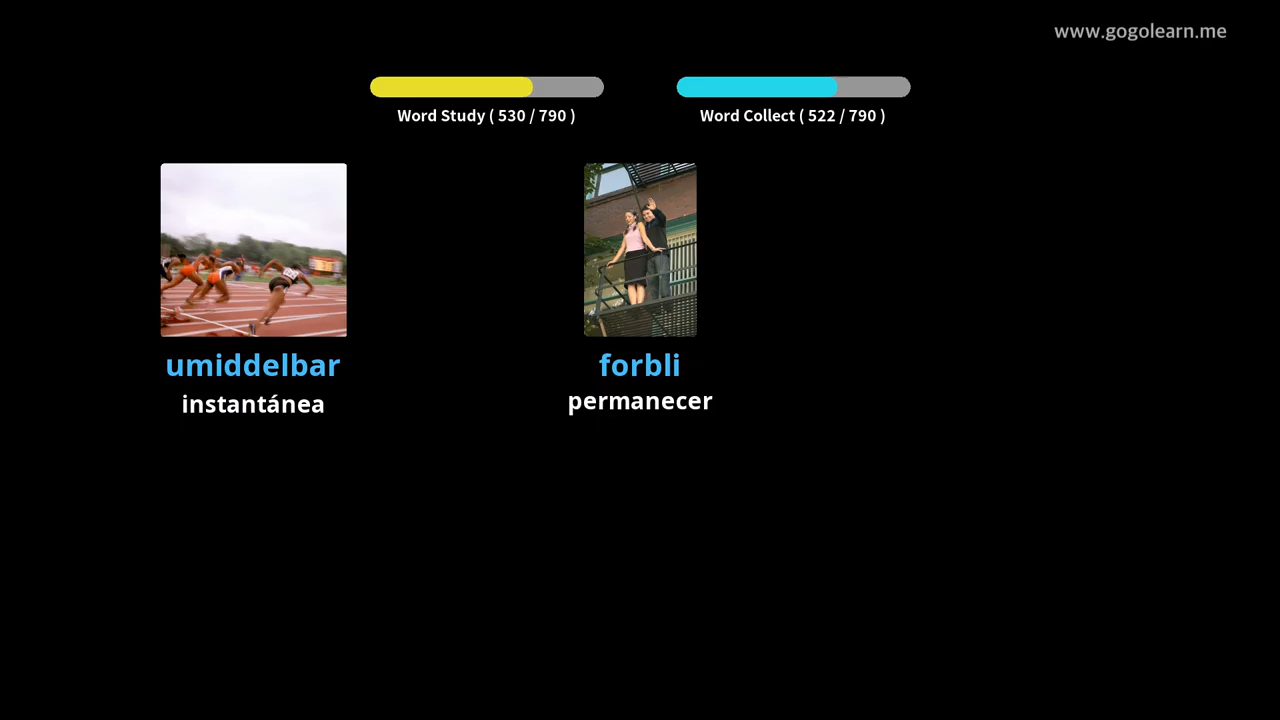 www.gogolearn.me
Word Study ( 530 / 790 )
Word Collect ( 522 / 790 )
umiddelbar
instantánea
forbli
permanecer